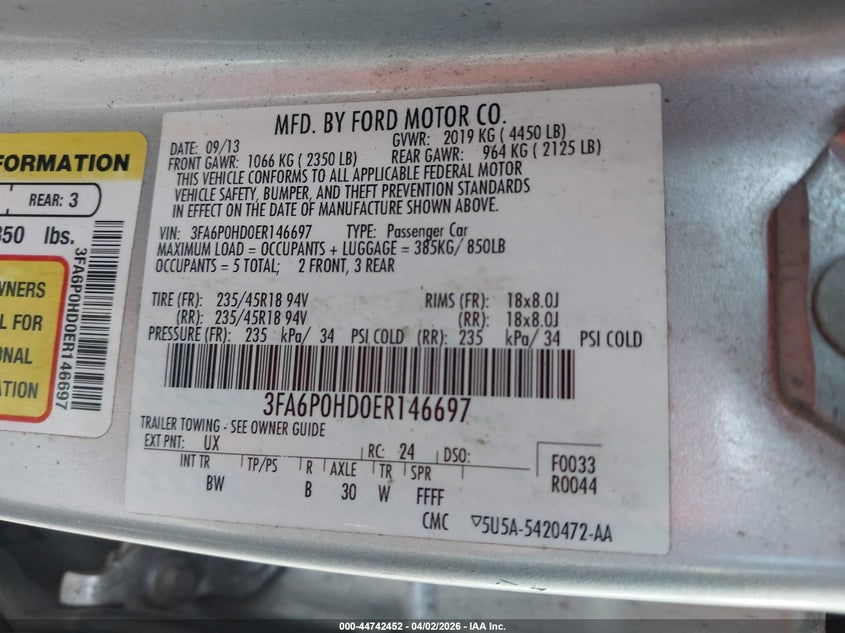 FORMATION
REAR: 3
850 lbs.
3FA6P0HD0ER146697
WNERS
L FOR
ONAL
ATION
MFD. BY FORD MOTOR CO.
DATE: 09/13 GVWR: 2019 KG ( 4450 LB)
FRONT GAWR: 1066 KG ( 2350 LB) REAR GAWR: 964 KG ( 2125 LB)
THIS VEHICLE CONFORMS TO ALL APPLICABLE FEDERAL MOTOR
VEHICLE SAFETY, BUMPER, AND THEFT PREVENTION STANDARDS
IN EFFECT ON THE DATE OF MANUFACTURE SHOWN ABOVE.
VIN: 3FA6P0HD0ER146697 TYPE: Passenger Car
MAXIMUM LOAD = OCCUPANTS + LUGGAGE = 385KG/ 850LB
OCCUPANTS = 5 TOTAL; 2 FRONT, 3 REAR
TIRE (FR): 235/45R18 94V RIMS (FR): 18x8.0J
(RR): 235/45R18 94V (RR): 18x8.0J
PRESSURE (FR): 235 kPa/ 34 PSI COLD (RR): 235 kPa/ 34 PSI COLD
3FA6P0HD0ER146697
TRAILER TOWING - SEE OWNER GUIDE
EXT PNT: UX RC: 24 DSO: F0033
INT TR TP/PS R AXLE TR SPR R0044
BW B 30 W FFFF
CMC ▽5U5A-5420472-AA
000-44742452 | 04/02/2026 - IAA Inc.